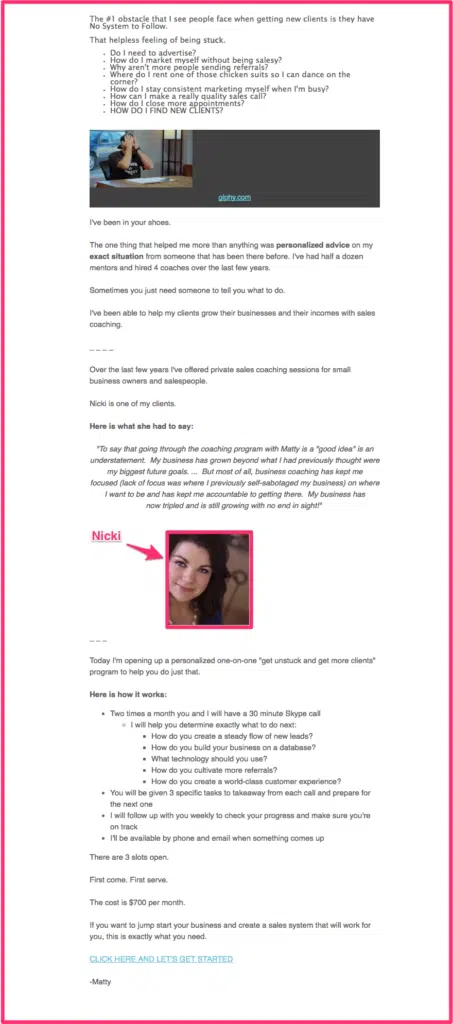 The #1 obstacle that I see people face when getting new clients is they have
No System to Follow.
That helpless feeling of being stuck.
Do I need to advertise?
How do I market myself without being salesy?
Why aren't more people sending referrals?
Where do I rent one of those chicken suits so I can dance on the
corner?
How do I stay consistent marketing myself when I'm busy?
How can I make a really quality sales call?
How do I close more appointments?
HOW DO I FIND NEW CLIENTS?
giphy.com
I've been in your shoes.
The one thing that helped me more than anything was personalized advice on my
exact situation from someone that has been there before. I've had half a dozen
mentors and hired 4 coaches over the last few years.
Sometimes you just need someone to tell you what to do.
I've been able to help my clients grow their businesses and their incomes with sales
coaching.
_ _ _ _
Over the last few years I've offered private sales coaching sessions for small
business owners and salespeople.
Nicki is one of my clients.
Here is what she had to say:
"To say that going through the coaching program with Matty is a "good idea" is an
understatement.  My business has grown beyond what I had previously thought were
my biggest future goals. ...  But most of all, business coaching has kept me
focused (lack of focus was where I previously self-sabotaged my business) on where
I want to be and has kept me accountable to getting there.  My business has
now tripled and is still growing with no end in sight!"
Nicki
_ _ _
Today I'm opening up a personalized one-on-one "get unstuck and get more clients"
program to help you do just that.
Here is how it works:
Two times a month you and I will have a 30 minute Skype call
I will help you determine exactly what to do next:
How do you create a steady flow of new leads?
How do you build your business on a database?
What technology should you use?
How do you cultivate more referrals?
How do you create a world-class customer experience?
You will be given 3 specific tasks to takeaway from each call and prepare for
the next one
I will follow up with you weekly to check your progress and make sure you're
on track
I'll be available by phone and email when something comes up
There are 3 slots open.
First come. First serve.
The cost is $700 per month.
If you want to jump start your business and create a sales system that will work for
you, this is exactly what you need.
CLICK HERE AND LET'S GET STARTED
-Matty